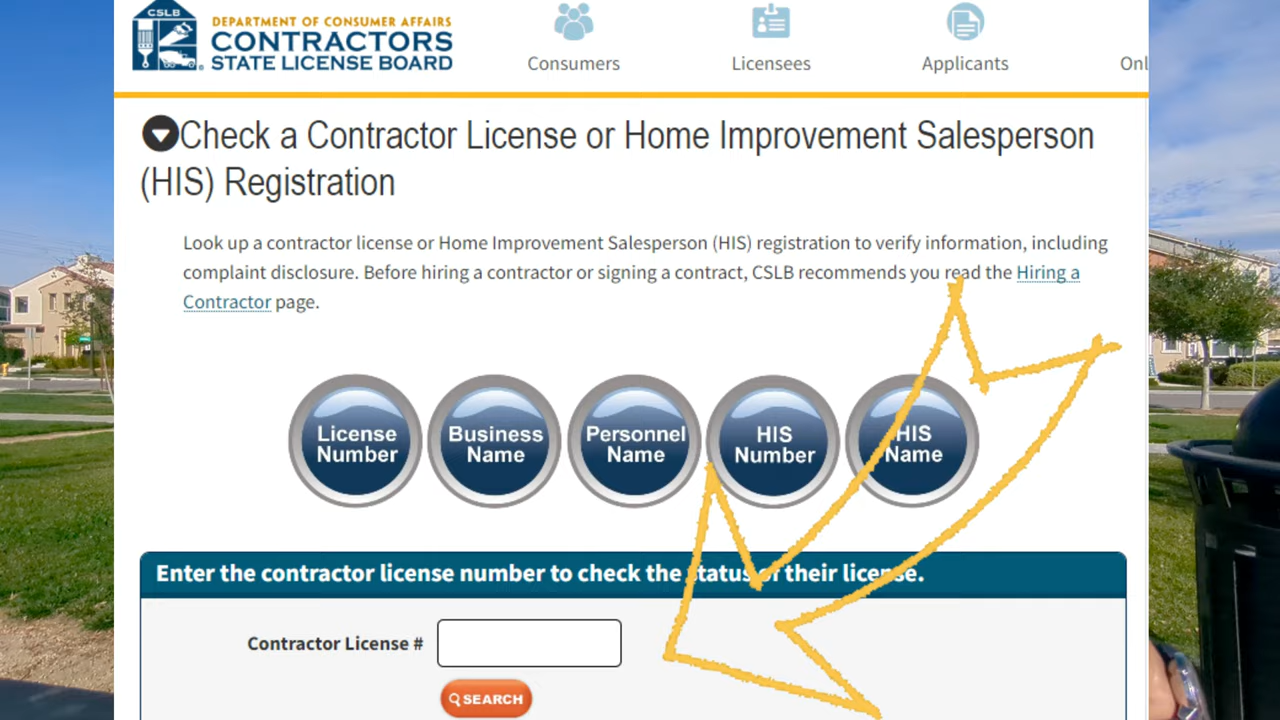 CSLB
DEPARTMENT OF CONSUMER AFFAIRS
CONTRACTORS
STATE LICENSE BOARD
Consumers
Licensees
Applicants
Onl
Check a Contractor License or Home Improvement Salesperson
(HIS) Registration
Look up a contractor license or Home Improvement Salesperson (HIS) registration to verify information, including
complaint disclosure. Before hiring a contractor or signing a contract, CSLB recommends you read the Hiring a
Contractor page.
License
Number
Business
Name
Personnel
Name
HIS
Number
HIS
Name
Enter the contractor license number to check the status of their license.
Contractor License #
SEARCH